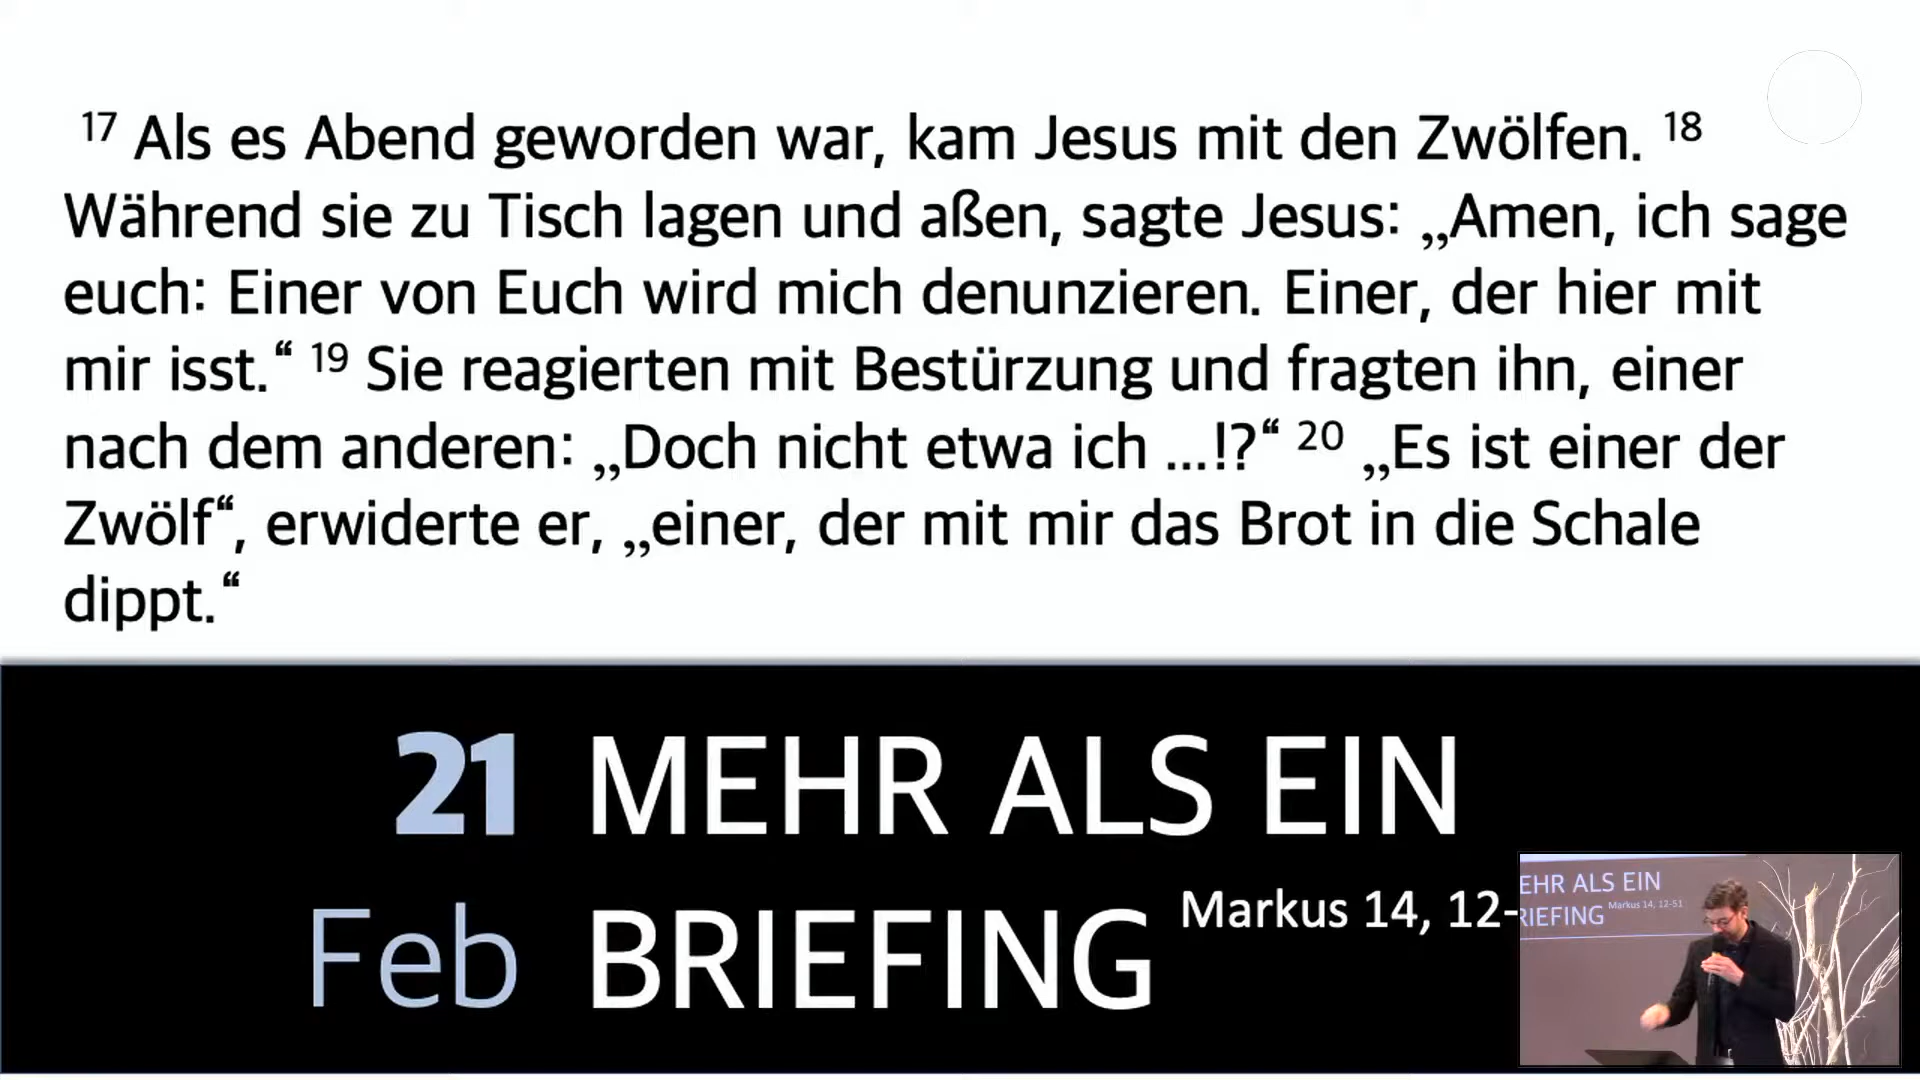 17 Als es Abend geworden war, kam Jesus mit den Zwölfen. 18
Während sie zu Tisch lagen und aßen, sagte Jesus: „Amen, ich sage
euch: Einer von Euch wird mich denunzieren. Einer, der hier mit
mir isst.“ 19 Sie reagierten mit Bestürzung und fragten ihn, einer
nach dem anderen: „Doch nicht etwa ich ...!?“ 20 „Es ist einer der
Zwölf“, erwiderte er, „einer, der mit mir das Brot in die Schale
dippt.“
21 MEHR ALS EIN
Feb BRIEFING Markus 14, 12-
EHR ALS EIN
RIEFING Markus 14, 12-51